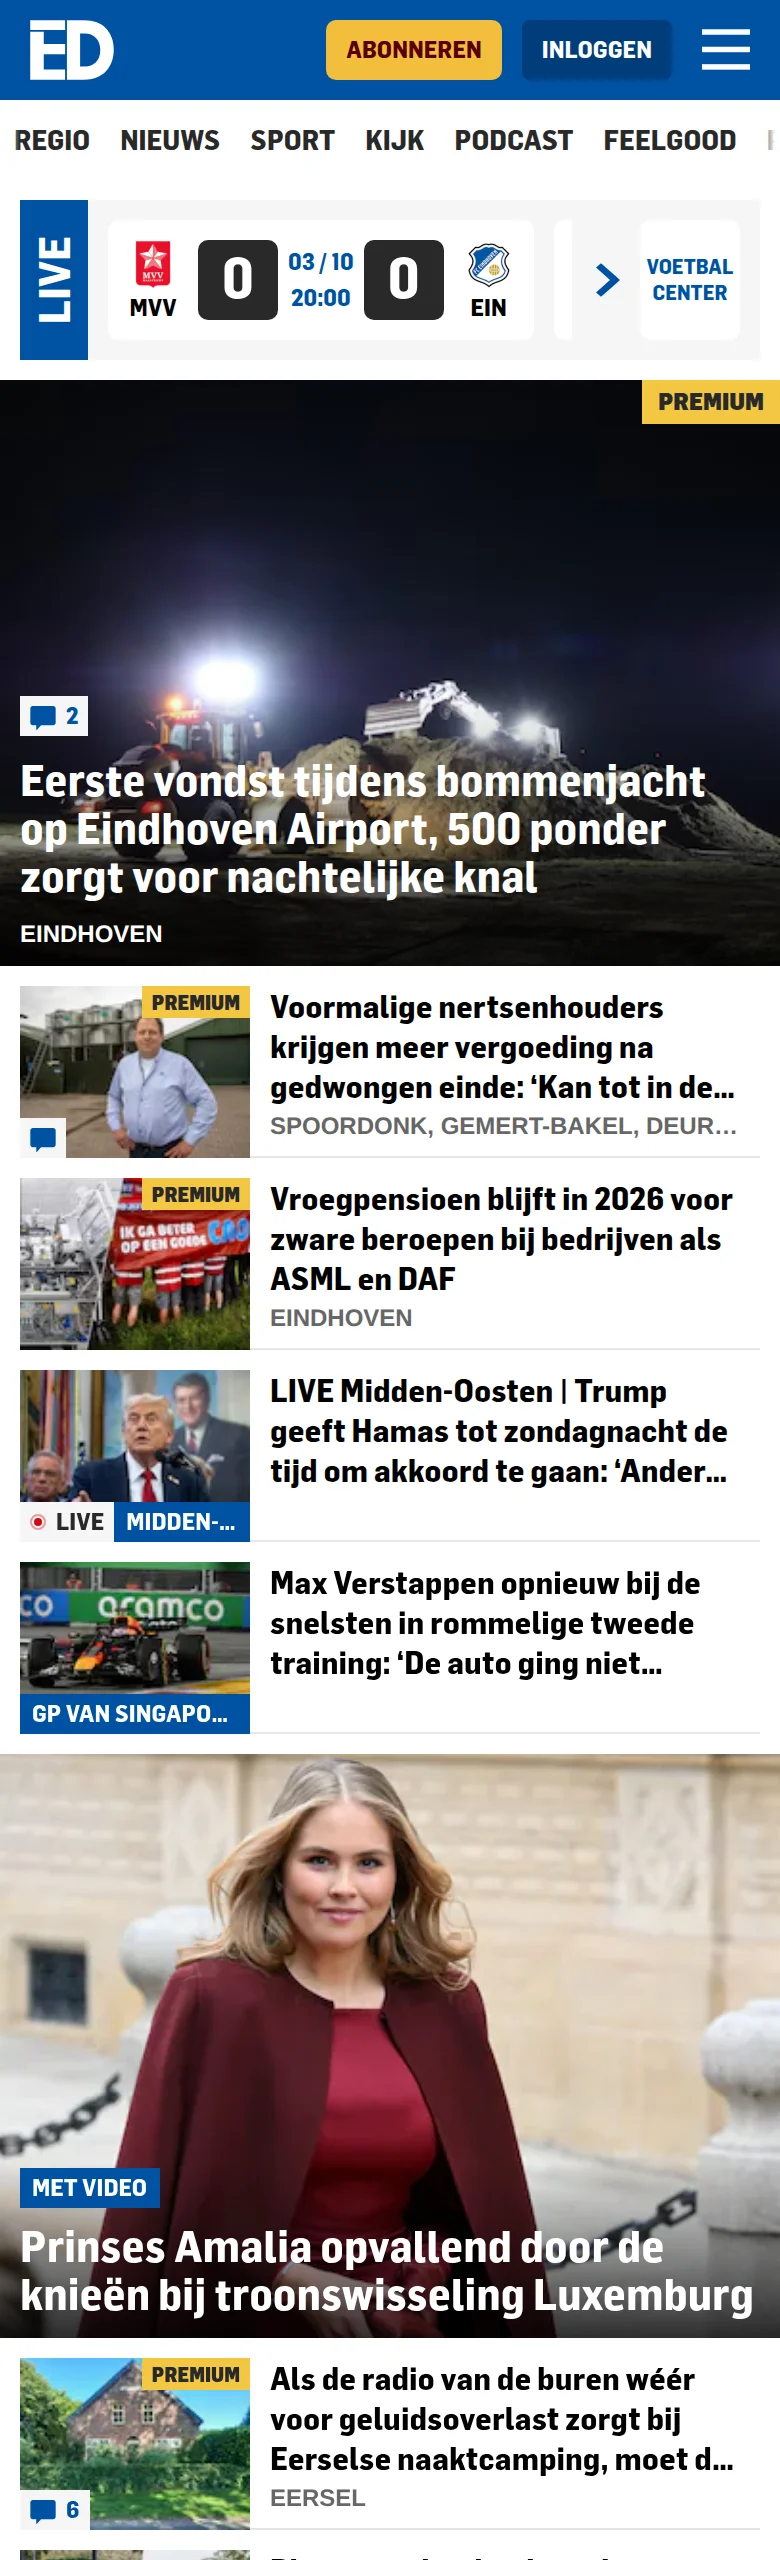 ED
ABONNEREN
INLOGGEN
REGIO NIEUWS SPORT KIJK PODCAST FEELGOOD
LIVE
MVV
MVV
0
03 / 10
20:00
0
EIN
VOETBAL
CENTER
PREMIUM
2
Eerste vondst tijdens bommenjacht
op Eindhoven Airport, 500 ponder
zorgt voor nachtelijke knal
EINDHOVEN
PREMIUM
Voormalige nertsenhouders
krijgen meer vergoeding na
gedwongen einde: ‘Kan tot in de...
SPOORDONK, GEMERT-BAKEL, DEUR...
PREMIUM
IK GA BETER
OP EEN GOEDE
Vroegpensioen blijft in 2026 voor
zware beroepen bij bedrijven als
ASML en DAF
EINDHOVEN
LIVE
MIDDEN-...
LIVE Midden-Oosten | Trump
geeft Hamas tot zondagnacht de
tijd om akkoord te gaan: ‘Ander...
aramco
GP VAN SINGAPO...
Max Verstappen opnieuw bij de
snelsten in rommelige tweede
training: ‘De auto ging niet...
MET VIDEO
Prinses Amalia opvallend door de
knieën bij troonswisseling Luxemburg
PREMIUM
6
Als de radio van de buren wéér
voor geluidsoverlast zorgt bij
Eerselse naaktcamping, moet d...
EERSEL